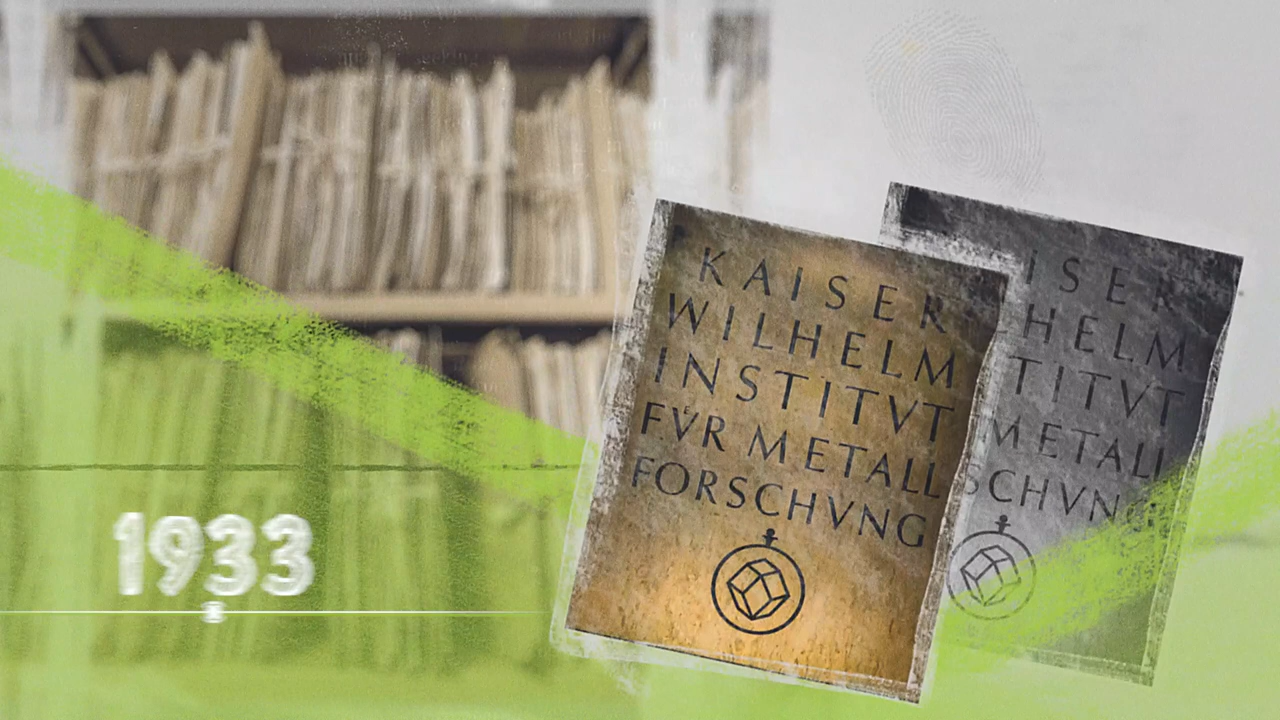 KAISER
WILHELM
INSTITVT
FVR METALL
FORSCHVNG
ISER
HELM
TITVT
METALL
SCHVNG
1933